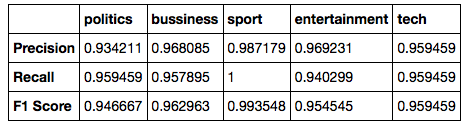 politics bussiness sport entertainment tech
Precision 0.934211 0.968085 0.987179 0.969231 0.959459
Recall 0.959459 0.957895 1 0.940299 0.959459
F1 Score 0.946667 0.962963 0.993548 0.954545 0.959459